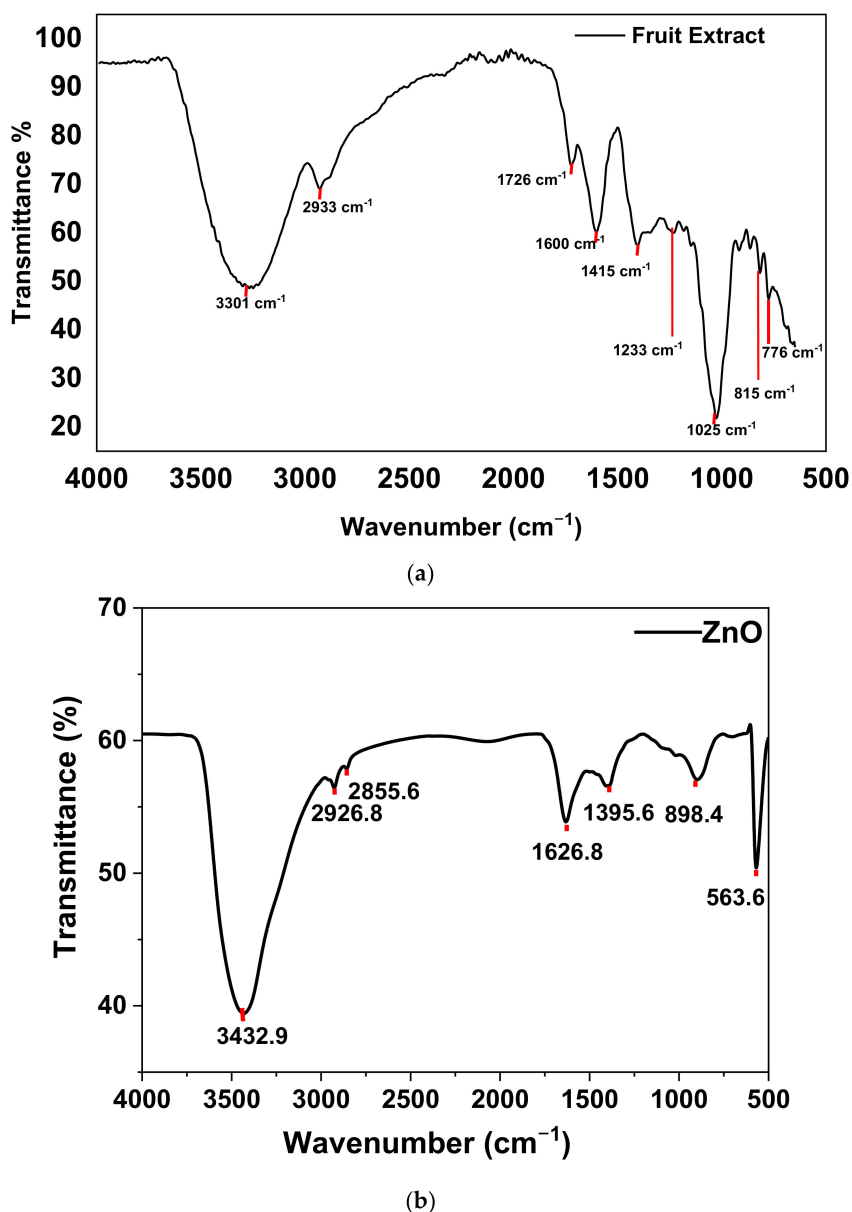 Fruit Extract
100
90
80
70
60
50
40
30
20
Transmittance %
1726 cm⁻¹
2933 cm⁻¹
1600 cm⁻¹
1415 cm⁻¹
3301 cm⁻¹
1233 cm⁻¹
776 cm⁻¹
815 cm⁻¹
1025 cm⁻¹
4000 3500 3000 2500 2000 1500 1000 500
Wavenumber (cm⁻¹)
(a)
ZnO
70
60
50
40
Transmittance (%)
2855.6
2926.8
1395.6
898.4
1626.8
563.6
3432.9
4000 3500 3000 2500 2000 1500 1000 500
Wavenumber (cm⁻¹)
(b)